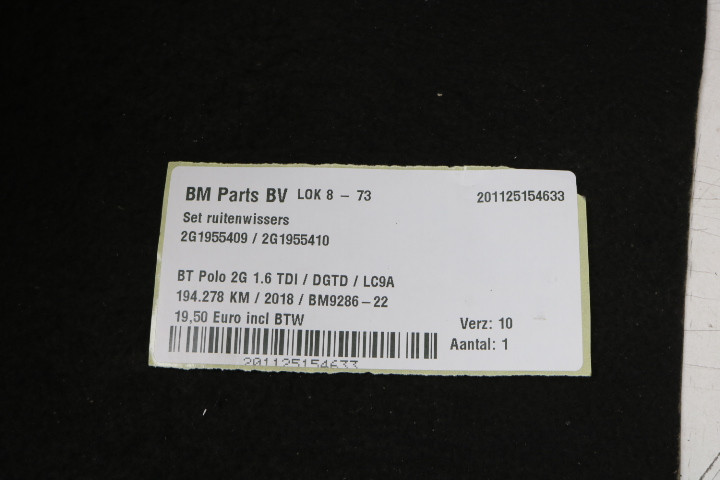 BM Parts BV LOK 8 - 73 201125154633
Set ruitenwissers
2G1955409 / 2G1955410
BT Polo 2G 1.6 TDI / DGTD / LC9A
194.278 KM / 2018 / BM9286-22
19,50 Euro incl BTW Verz: 10
Aantal: 1
201125154633